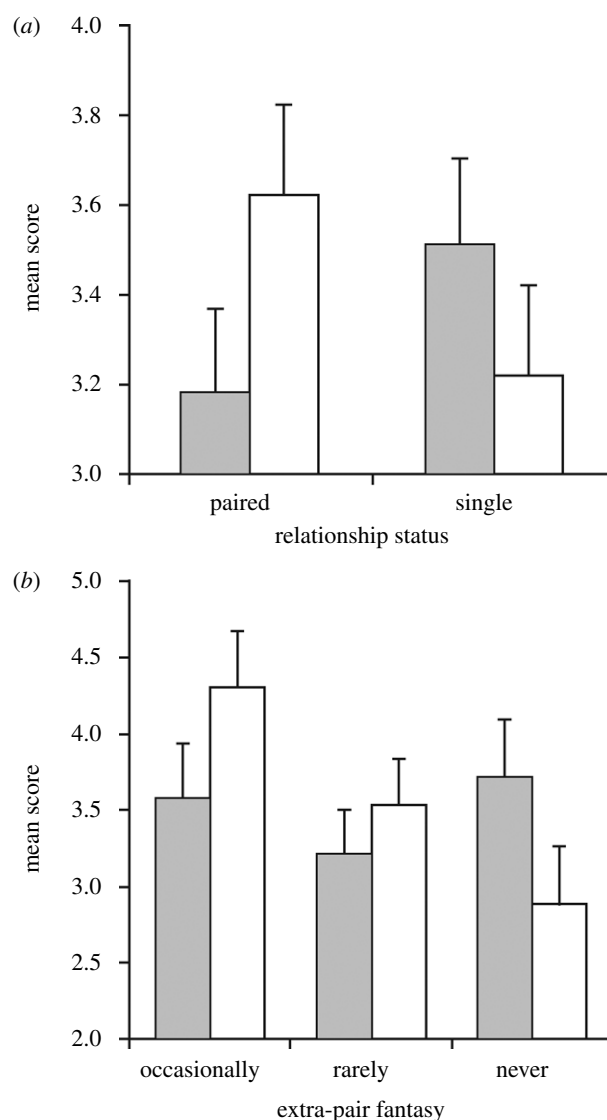 (a)
4.0
3.8
3.6
3.4
3.2
3.0
mean score
paired single
relationship status
(b)
5.0
4.5
4.0
3.5
3.0
2.5
2.0
mean score
occasionally rarely never
extra-pair fantasy